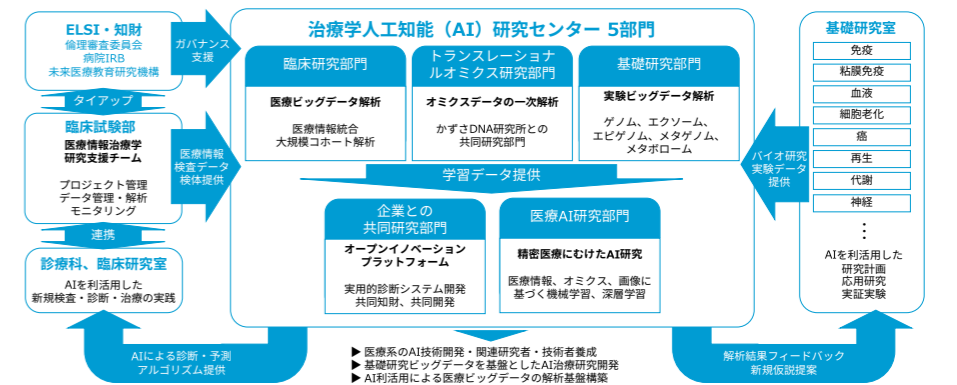 ELSI・知財
倫理審査委員会
病院IRB
未来医療教育研究機構
タイアップ
臨床試験部
医療情報治療学
研究支援チーム
プロジェクト管理
データ管理・解析
モニタリング
連携
診療科、臨床研究室
AIを利活用した
新規検査・診断・治療の実践
ガバナンス
支援
医療情報
検査データ
検体提供
治療学人工知能（AI）研究センター 5部門
臨床研究部門
医療ビッグデータ解析
医療情報統合
大規模コホート解析
トランスレーショナ
ルオミクス研究部門
オミクスデータの一次解析
かずさDNA研究所との
共同研究部門
基礎研究部門
実験ビッグデータ解析
ゲノム、エクソーム、
エピゲノム、メタゲノム、
メタボローム
学習データ提供
企業との
共同研究部門
オープンイノベーション
プラットフォーム
実用的診断システム開発
共同知財、共同開発
医療AI研究部門
精密医療にむけたAI研究
医療情報、オミクス、画像に
基づく機械学習、深層学習
バイオ研究
実験データ
提供
基礎研究室
免疫
粘膜免疫
血液
細胞老化
癌
再生
代謝
神経
⋮
AIを利活用した
研究計画
応用研究
実証実験
AIによる診断・予測
アルゴリズム提供
▶ 医療系のAI技術開発・関連研究者・技術者養成
▶ 基礎研究ビッグデータを基盤としたAI治療研究開発
▶ AI利活用による医療ビッグデータの解析基盤構築
解析結果フィードバック
新規仮説提案